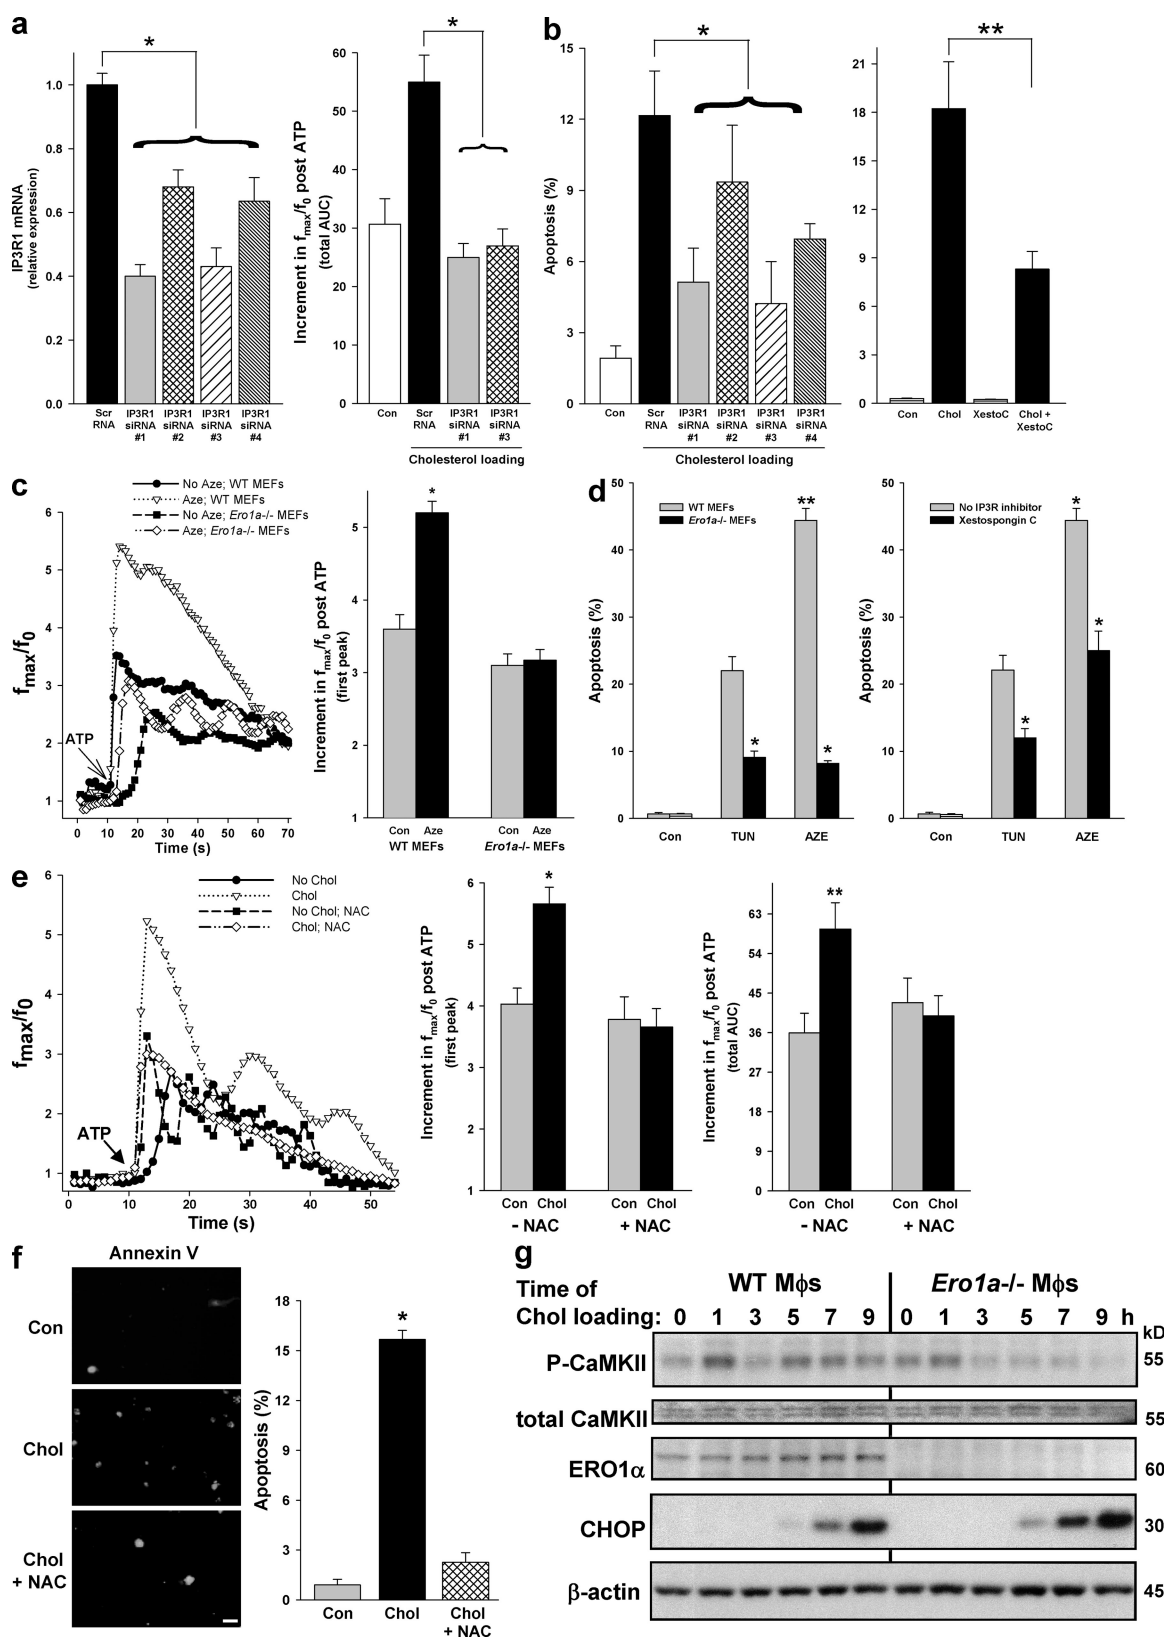 a
*
1.0
0.8
0.6
0.4
0.2
0.0
IP3R1 mRNA
(relative expression)
Scr
RNA
IP3R1
siRNA
#1
IP3R1
siRNA
#2
IP3R1
siRNA
#3
IP3R1
siRNA
#4
*
60
50
40
30
20
10
0
Increment in fmax/f0 post ATP
(total AUC)
Con
Scr
RNA
IP3R1
siRNA
#1
IP3R1
siRNA
#3
Cholesterol loading
b
*
15
12
9
6
3
0
Apoptosis (%)
Con
Scr
RNA
IP3R1
siRNA
#1
IP3R1
siRNA
#2
IP3R1
siRNA
#3
IP3R1
siRNA
#4
Cholesterol loading
**
21
18
15
12
9
6
3
0
Con
Chol
XestoC
Chol +
XestoC
c
No Aze; WT MEFs
Aze; WT MEFs
No Aze; Ero1a-/- MEFs
Aze; Ero1a-/- MEFs
6
5
4
3
2
1
fmax/f0
ATP
0 10 20 30 40 50 60 70
Time (s)
*
5
4
3
2
1
Increment in fmax/f0 post ATP
(first peak)
Con Aze Con Aze
WT MEFs Ero1a-/- MEFs
d
50
40
30
20
10
0
Apoptosis (%)
WT MEFs
Ero1a-/- MEFs
**
*
*
Con TUN AZE
50
40
30
20
10
0
Apoptosis (%)
No IP3R inhibitor
Xestospongin C
*
*
*
Con TUN AZE
e
No Chol
Chol
No Chol; NAC
Chol; NAC
6
5
4
3
2
1
fmax/f0
ATP
0 10 20 30 40 50
Time (s)
*
6
5
4
3
2
1
Increment in fmax/f0 post ATP
(first peak)
Con Chol Con Chol
- NAC + NAC
**
63
54
45
36
27
18
9
0
Increment in fmax/f0 post ATP
(total AUC)
Con Chol Con Chol
- NAC + NAC
f
Annexin V
Con
Chol
Chol
+ NAC
18
15
12
9
6
3
0
Apoptosis (%)
*
Con Chol Chol
+ NAC
g
WT Mϕs Ero1a-/- Mϕs
Time of
Chol loading: 0 1 3 5 7 9 0 1 3 5 7 9 h
kD
P-CaMKII 55
total CaMKII 55
ERO1α 60
CHOP 30
β-actin 45